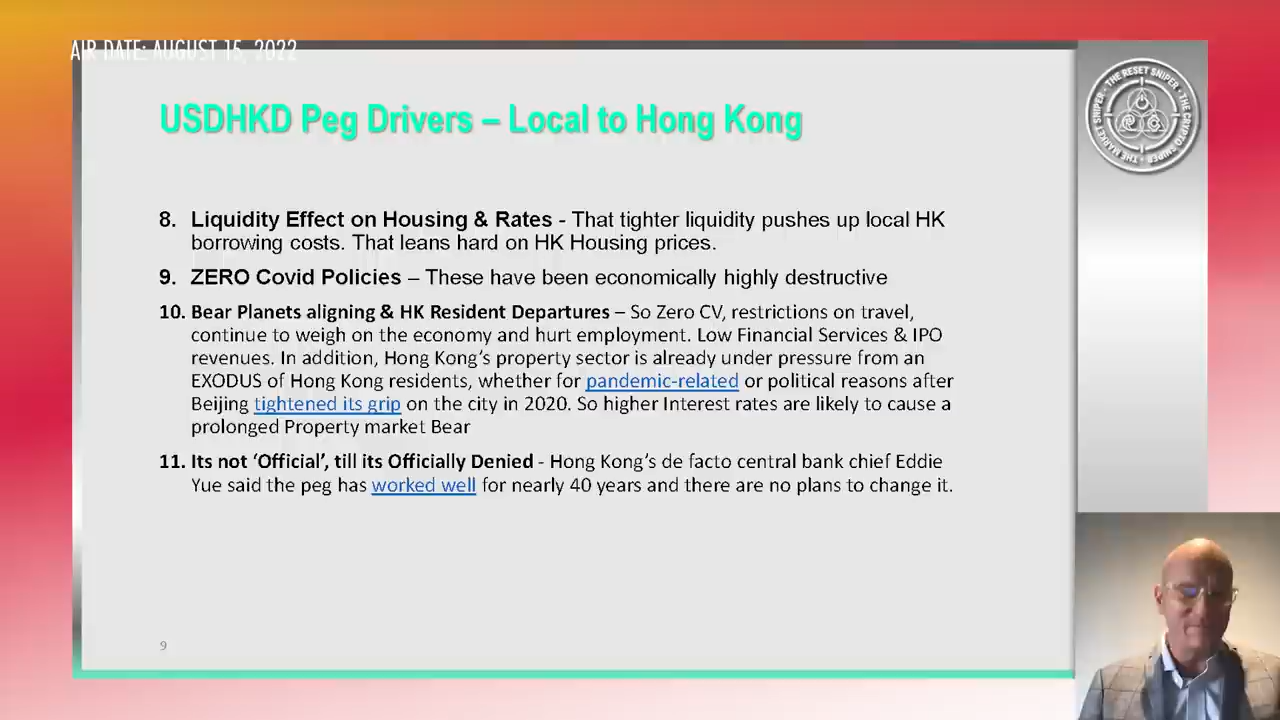 AIR DATE: AUGUST 15, 2022
USDHKD Peg Drivers – Local to Hong Kong
THE RESET SNIPER - THE CRYPTO SNIPER - THE MARKET SNIPER -
8. Liquidity Effect on Housing & Rates - That tighter liquidity pushes up local HK
borrowing costs. That leans hard on HK Housing prices.
9. ZERO Covid Policies – These have been economically highly destructive
10. Bear Planets aligning & HK Resident Departures – So Zero CV, restrictions on travel,
continue to weigh on the economy and hurt employment. Low Financial Services & IPO
revenues. In addition, Hong Kong's property sector is already under pressure from an
EXODUS of Hong Kong residents, whether for pandemic-related or political reasons after
Beijing tightened its grip on the city in 2020. So higher Interest rates are likely to cause a
prolonged Property market Bear
11. Its not 'Official', till its Officially Denied - Hong Kong's de facto central bank chief Eddie
Yue said the peg has worked well for nearly 40 years and there are no plans to change it.
9